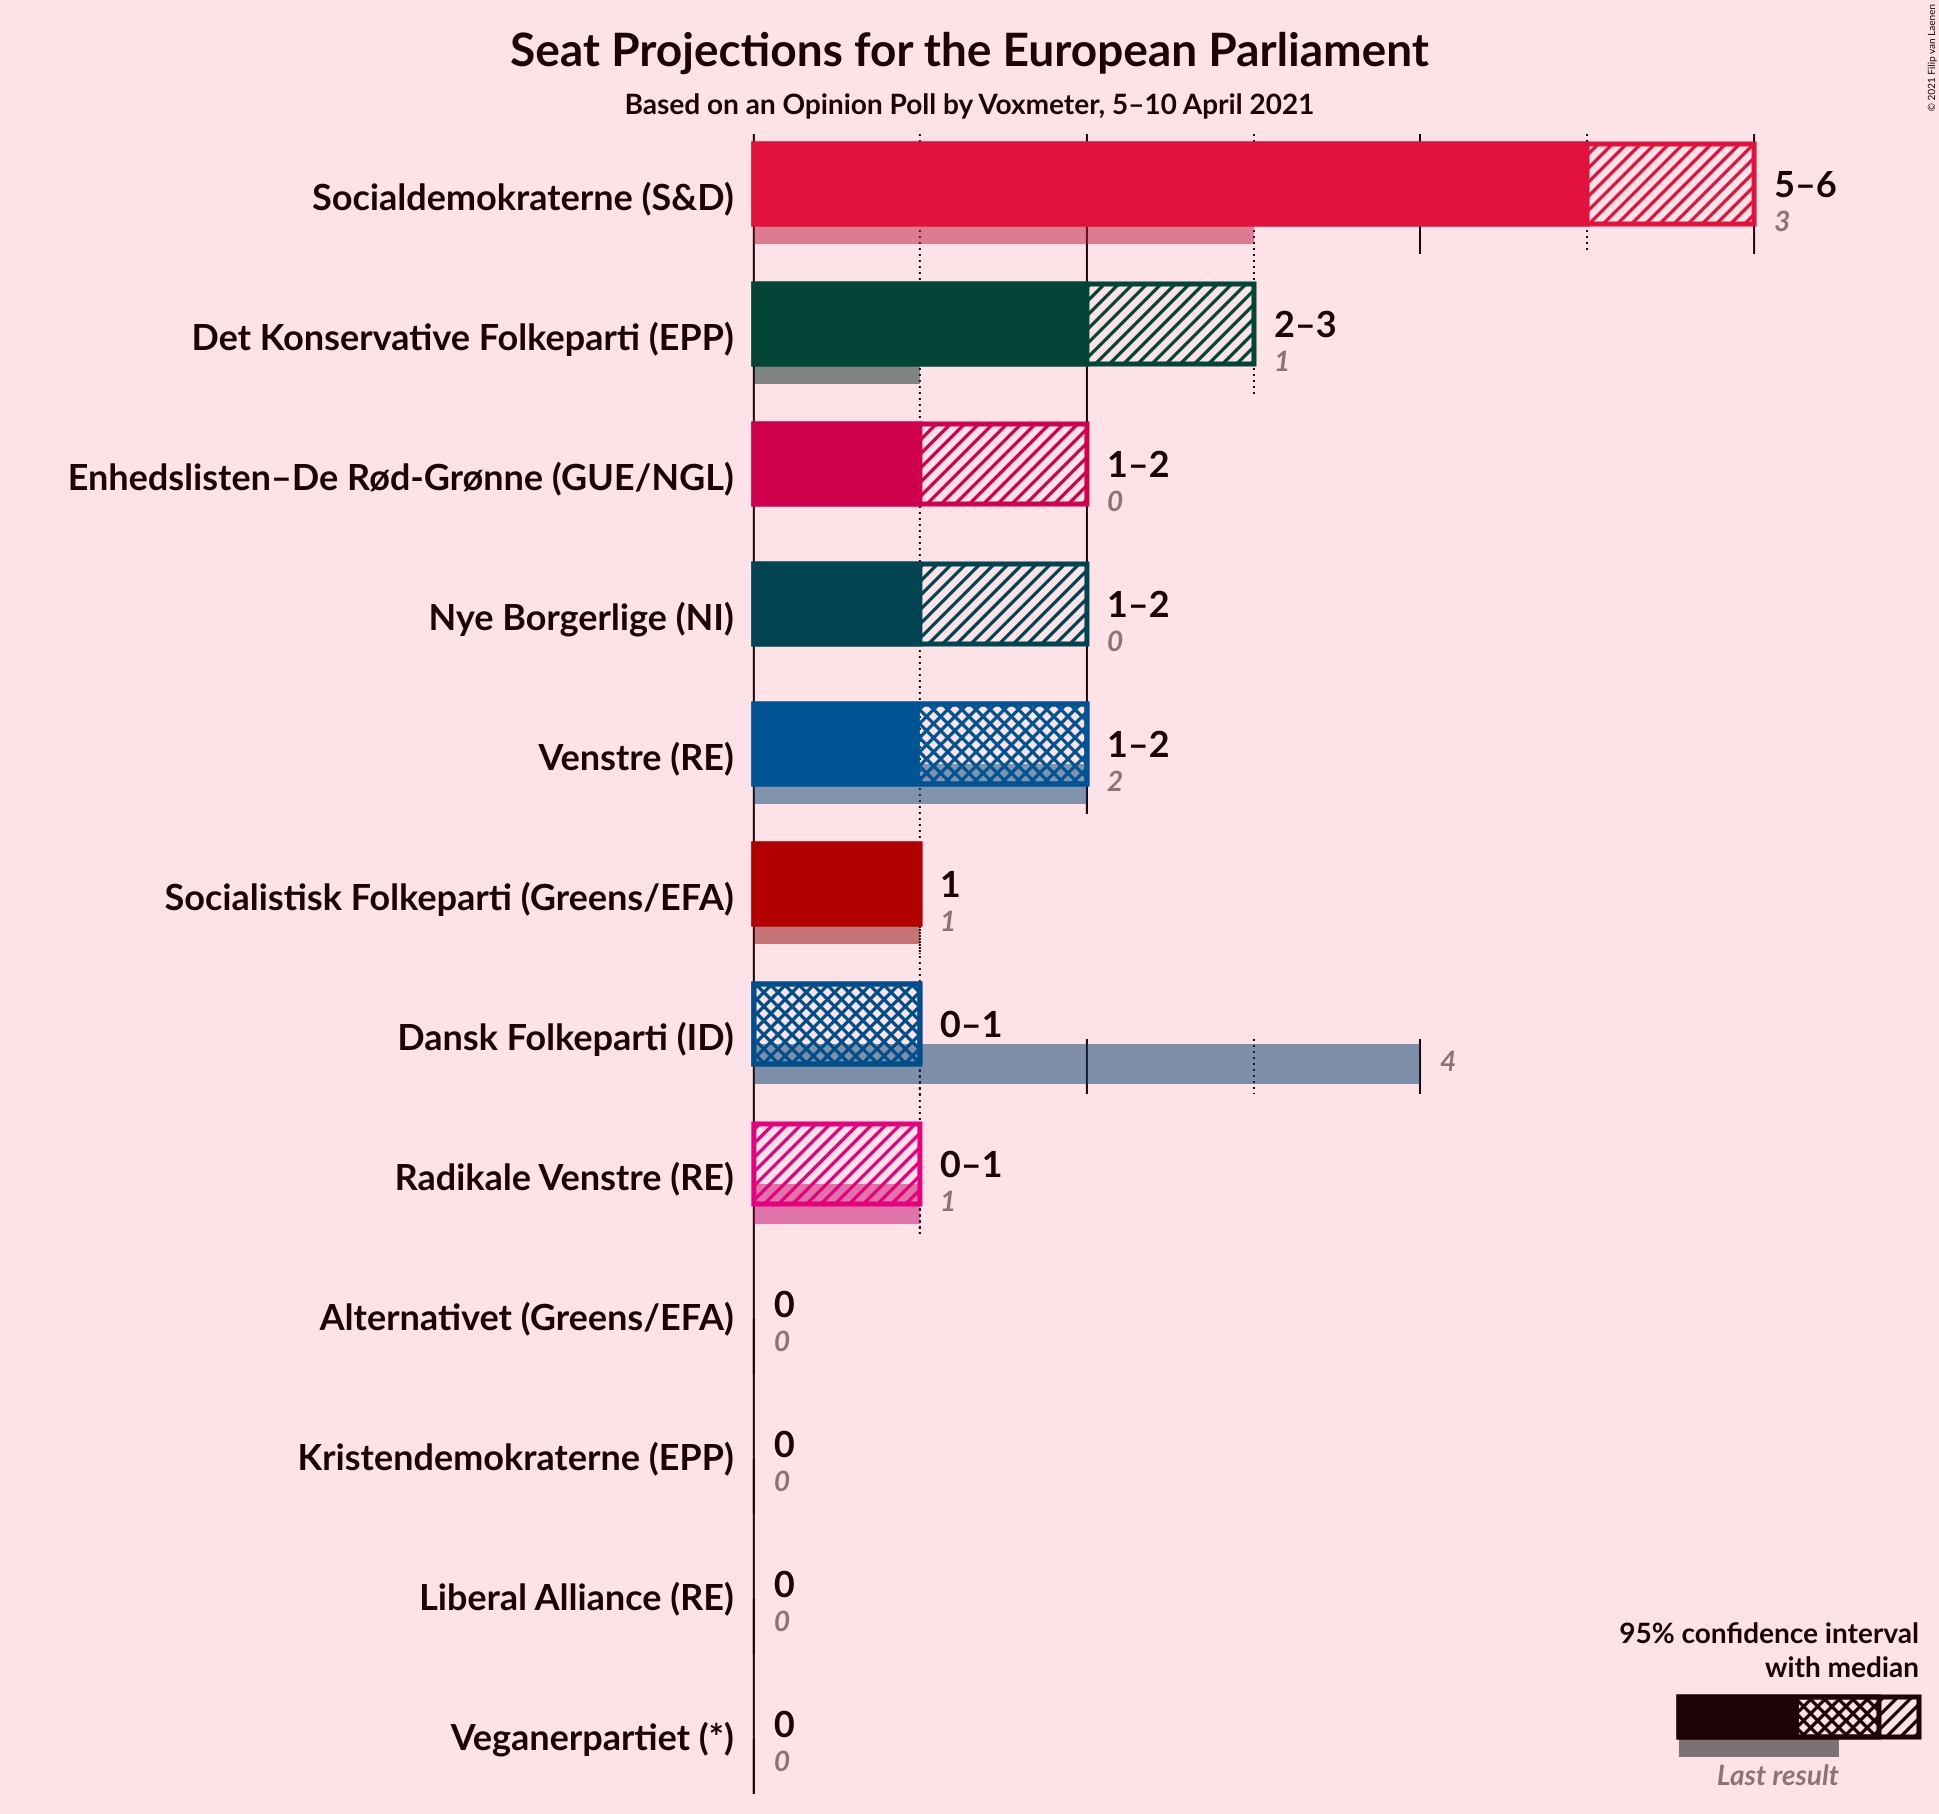 Seat Projections for the European Parliament
Based on an Opinion Poll by Voxmeter, 5–10 April 2021
© 2021 Filip van Laenen
Socialdemokraterne (S&D)
5–6
3
Det Konservative Folkeparti (EPP)
2–3
1
Enhedslisten–De Rød-Grønne (GUE/NGL)
1–2
0
Nye Borgerlige (NI)
1–2
0
Venstre (RE)
1–2
2
Socialistisk Folkeparti (Greens/EFA)
1
1
Dansk Folkeparti (ID)
0–1
4
Radikale Venstre (RE)
0–1
1
Alternativet (Greens/EFA)
0
0
Kristendemokraterne (EPP)
0
0
Liberal Alliance (RE)
0
0
Veganerpartiet (*)
0
0
95% confidence interval
with median
Last result